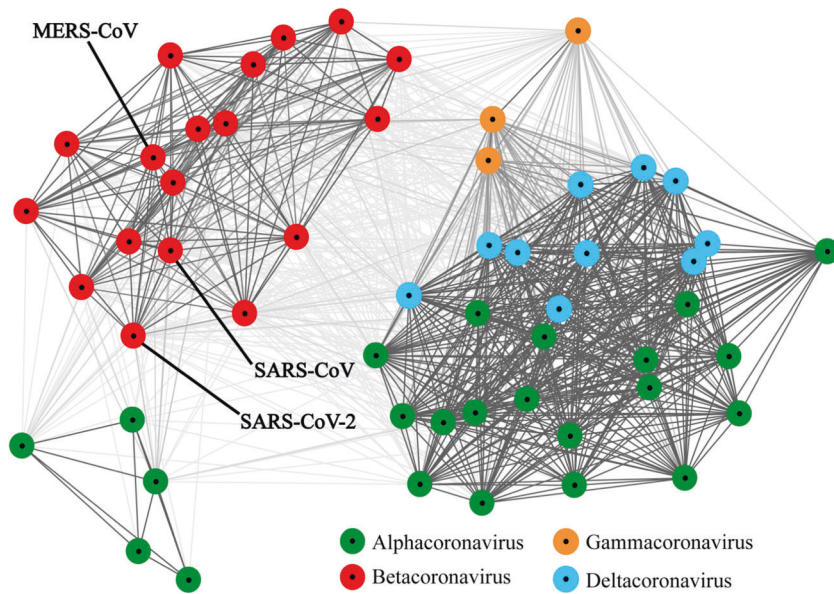 MERS-CoV
SARS-CoV
SARS-CoV-2
Alphacoronavirus
Gammacoronavirus
Betacoronavirus
Deltacoronavirus